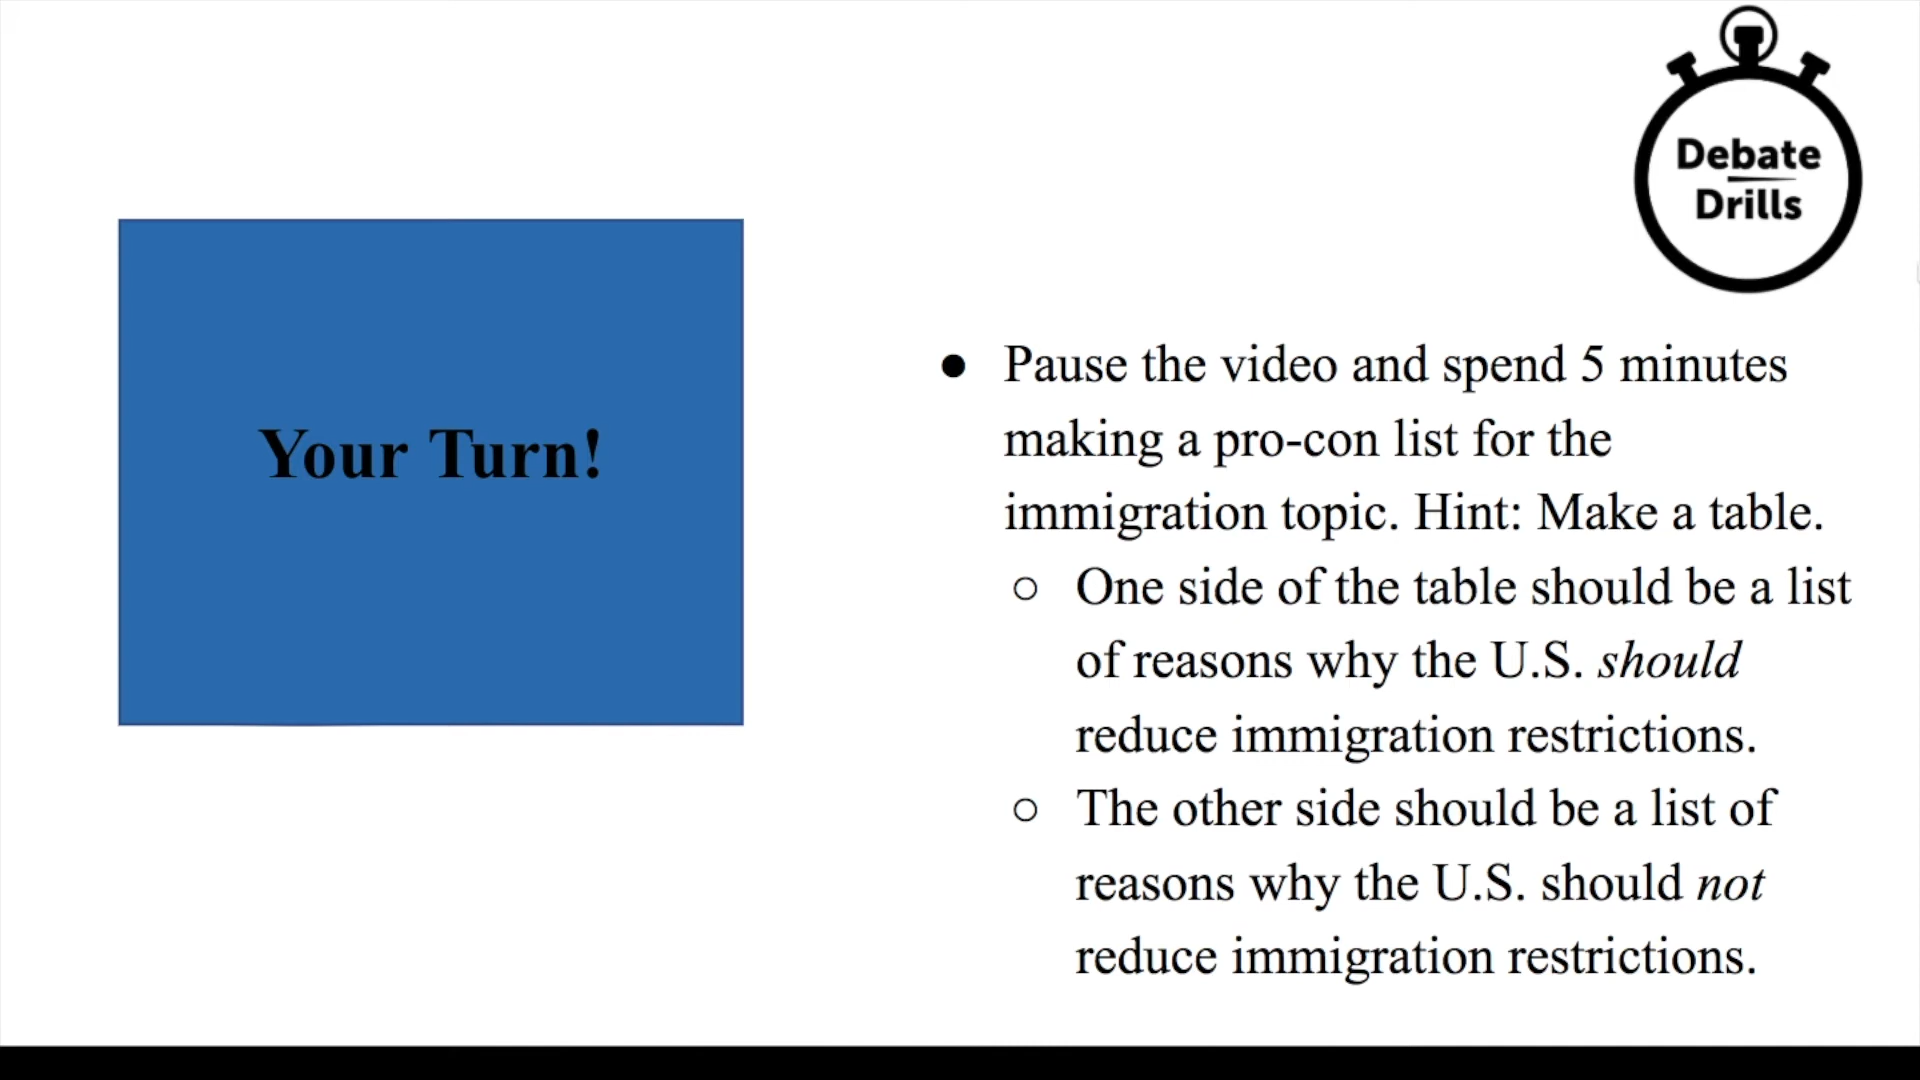 Debate
Drills
Your Turn!
● Pause the video and spend 5 minutes
making a pro-con list for the
immigration topic. Hint: Make a table.
○ One side of the table should be a list
of reasons why the U.S. should
reduce immigration restrictions.
○ The other side should be a list of
reasons why the U.S. should not
reduce immigration restrictions.